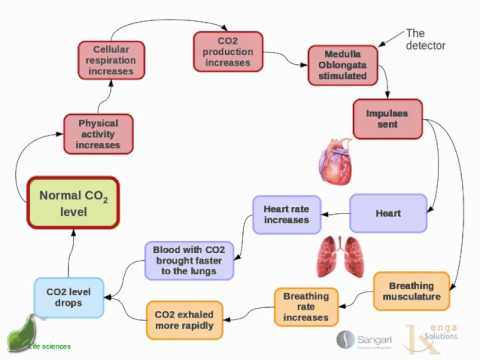 Cellular
respiration
increases
CO2
production
increases
The
detector
Medulla
Oblongata
stimulated
Impulses
sent
Physical
activity
increases
Normal CO2
level
Heart rate
increases
Heart
Blood with CO2
brought faster
to the lungs
CO2 level
drops
CO2 exhaled
more rapidly
Breathing
rate
increases
Breathing
musculature
Life sciences
Sangari
enga
Solutions